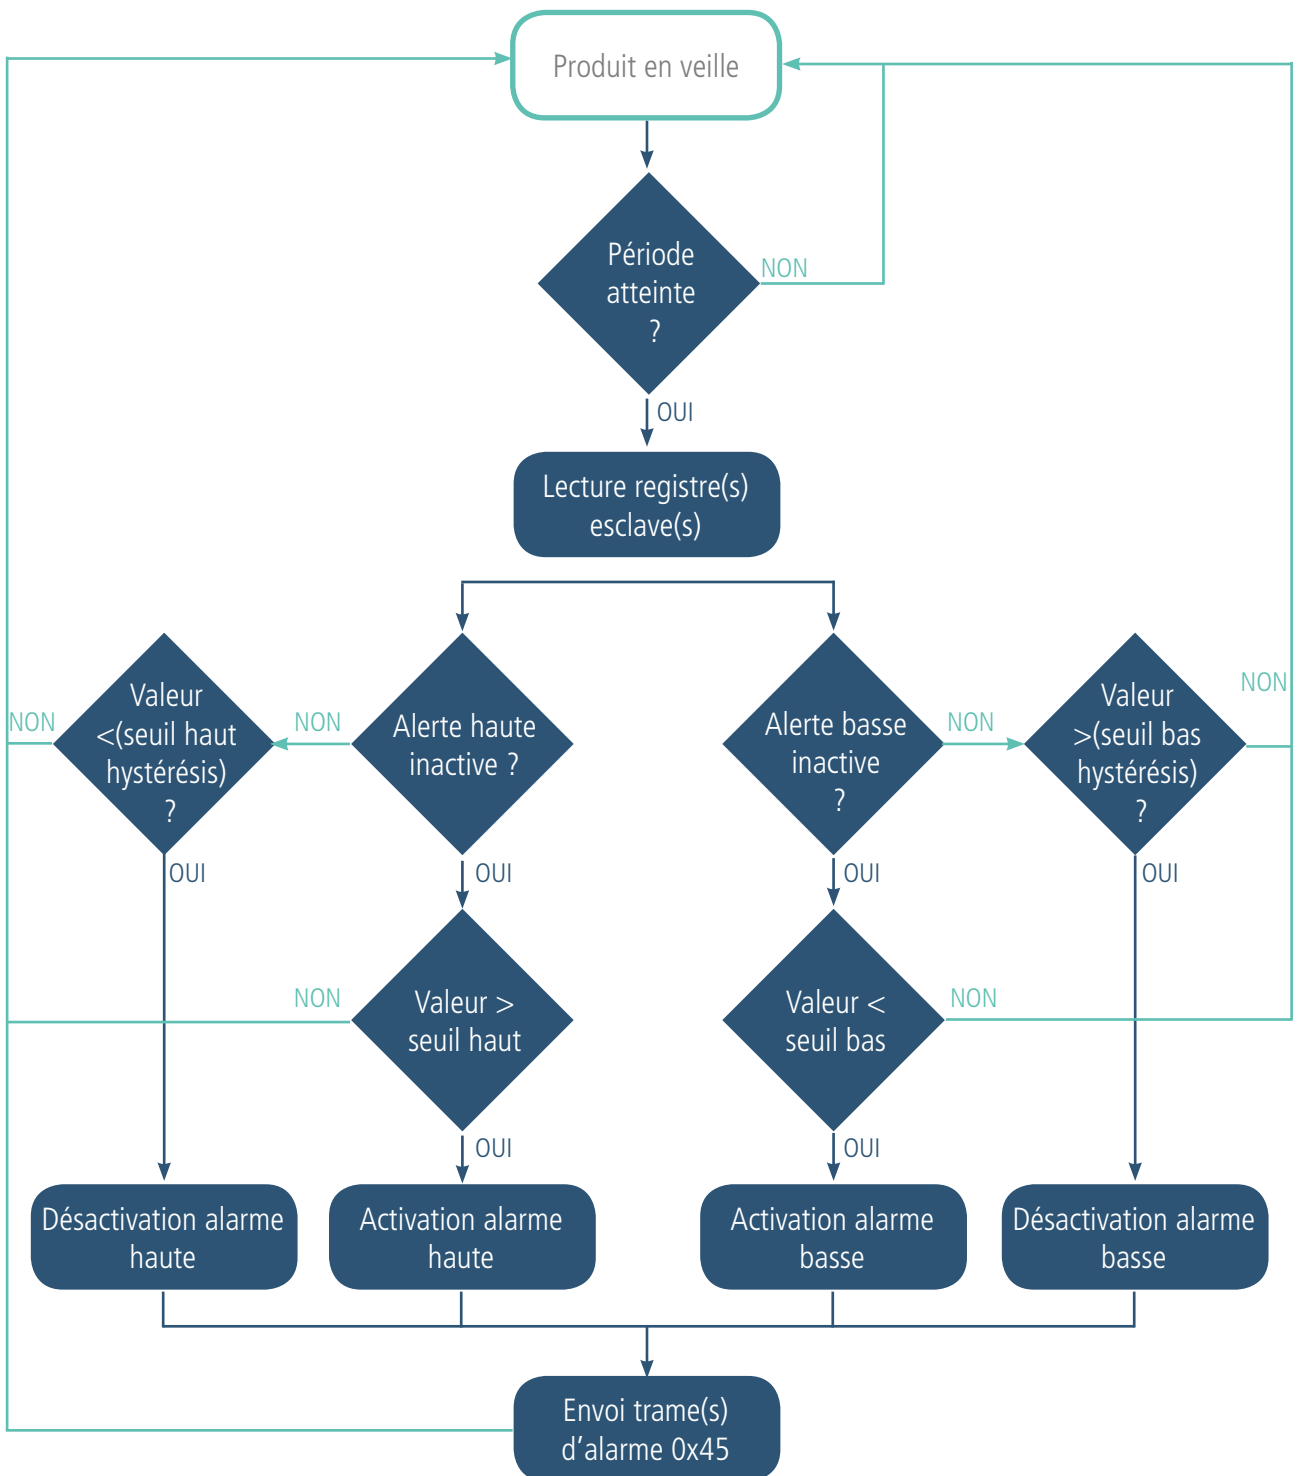 Produit en veille
Période
atteinte
?
NON
OUI
Lecture registre(s)
esclave(s)
Valeur
<(seuil haut
hystérésis)
?
NON
OUI
NON
Alerte haute
inactive ?
OUI
Alerte basse
inactive
?
NON
OUI
Valeur
>(seuil bas
hystérésis)
?
NON
OUI
NON
Valeur >
seuil haut
OUI
Valeur <
seuil bas
NON
OUI
Désactivation alarme
haute
Activation alarme
haute
Activation alarme
basse
Désactivation alarme
basse
Envoi trame(s)
d’alarme 0x45